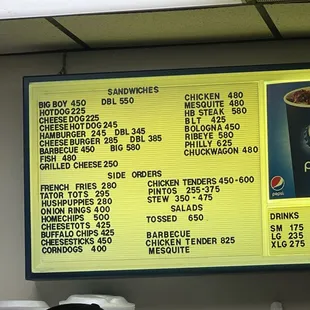 SANDWICHES
BIG BOY 450 DBL 550
HOTDOG 225
CHEESE DOG 225
CHEESE HOT DOG 245
HAMBURGER 245 DBL 345
CHEESE BURGER 285 DBL 385
BARBECUE 450 BIG 580
FISH 480
GRILLED CHEESE 250
CHICKEN 480
MESQUITE 480
HB STEAK 580
BLT 425
BOLOGNA 450
RIBEYE 580
PHILLY 625
CHUCKWAGON 480
SIDE ORDERS
FRENCH FRIES 280
TATOR TOTS 295
HUSHPUPPIES 280
ONION RINGS 400
HOMECHIPS 500
CHEESETOTS 425
BUFFALO CHIPS 425
CHEESESTICKS 450
CORNDOGS 400
CHICKEN TENDERS 450-600
PINTOS 255-375
STEW 350-475
SALADS
TOSSED 650
BARBECUE
CHICKEN TENDER 825
MESQUITE
pepsi
DRINKS
SM 175
LG 235
XLG 275